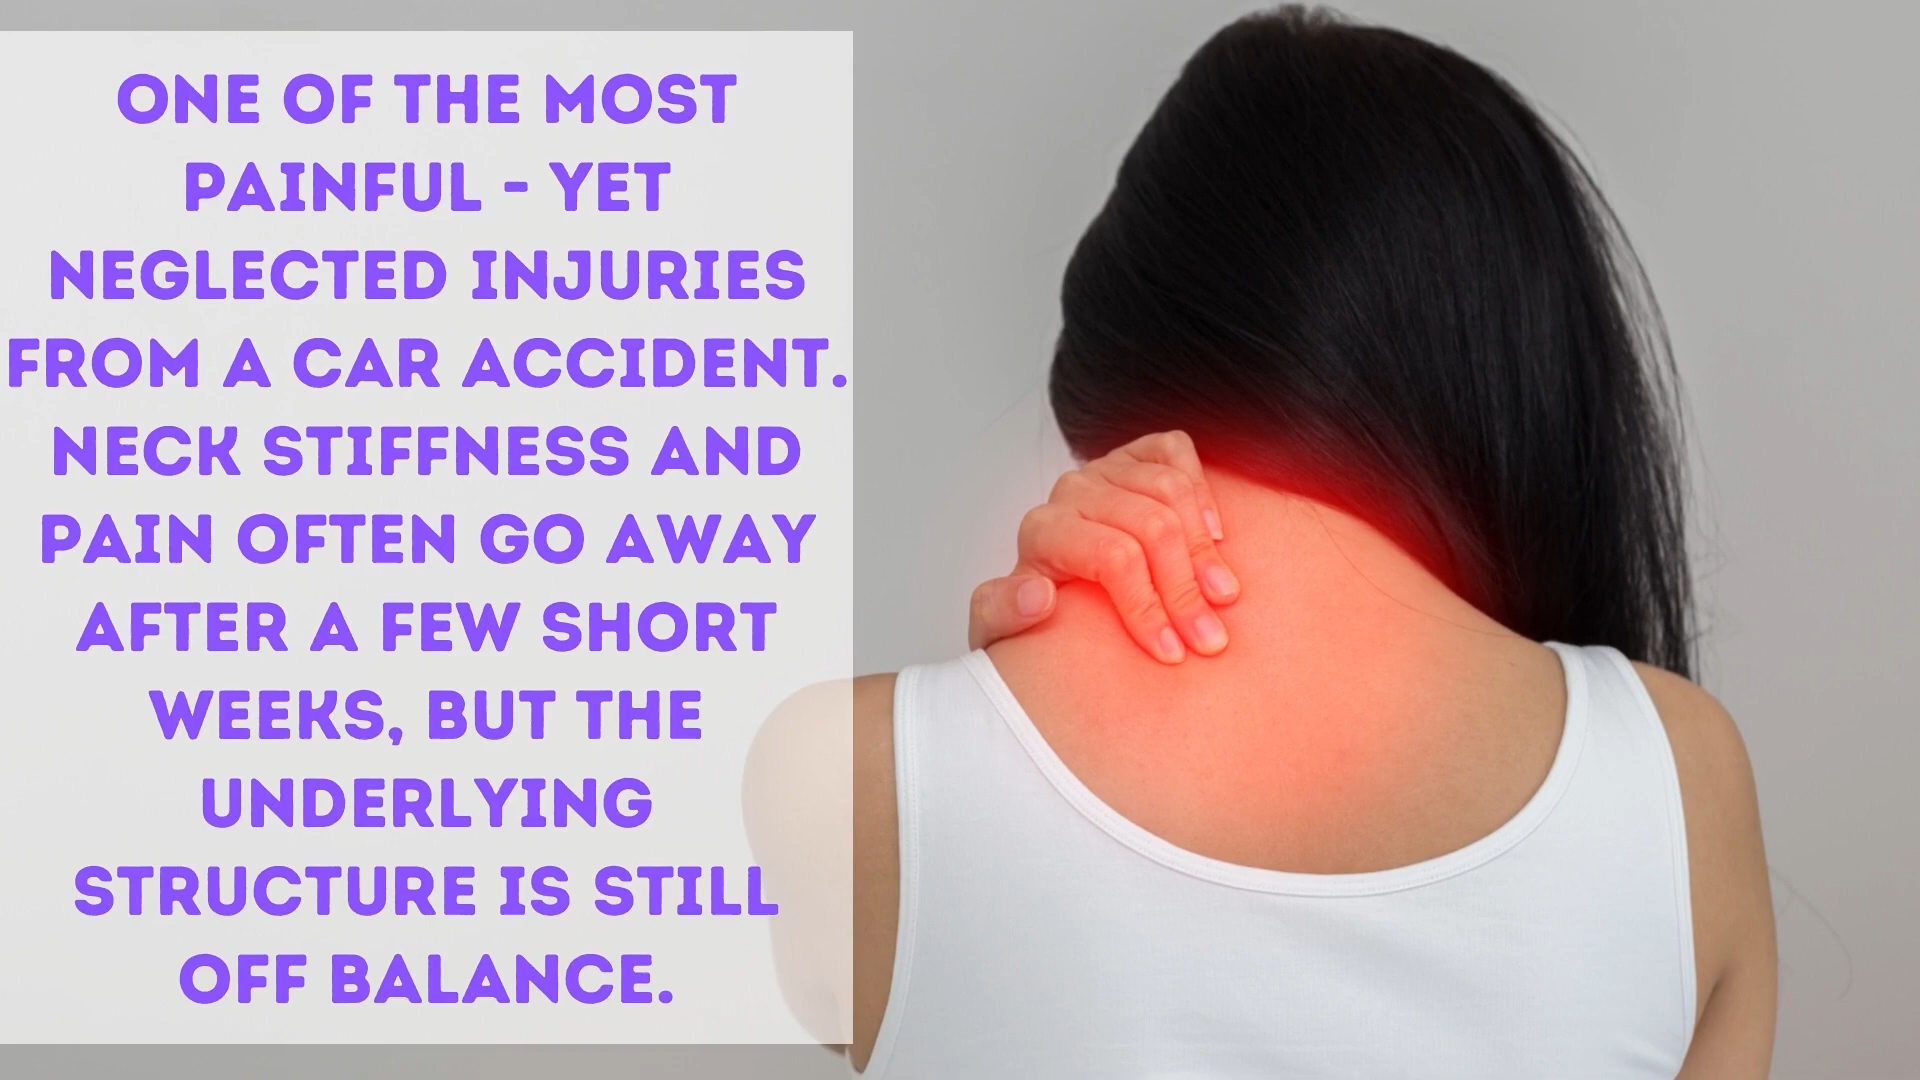 ONE OF THE MOST
PAINFUL - YET
NEGLECTED INJURIES
FROM A CAR ACCIDENT.
NECK STIFFNESS AND
PAIN OFTEN GO AWAY
AFTER A FEW SHORT
WEEKS, BUT THE
UNDERLYING
STRUCTURE IS STILL
OFF BALANCE.